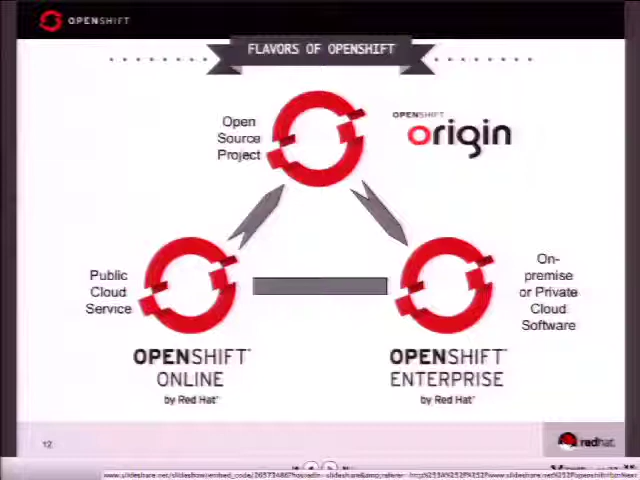 OPENSHIFT
FLAVORS OF OPENSHIFT
Open
Source
Project
OPENSHIFT
origin
Public
Cloud
Service
On-
premise
or Private
Cloud
Software
OPENSHIFT
ONLINE
by Red Hat
OPENSHIFT
ENTERPRISE
by Red Hat
12
redhat